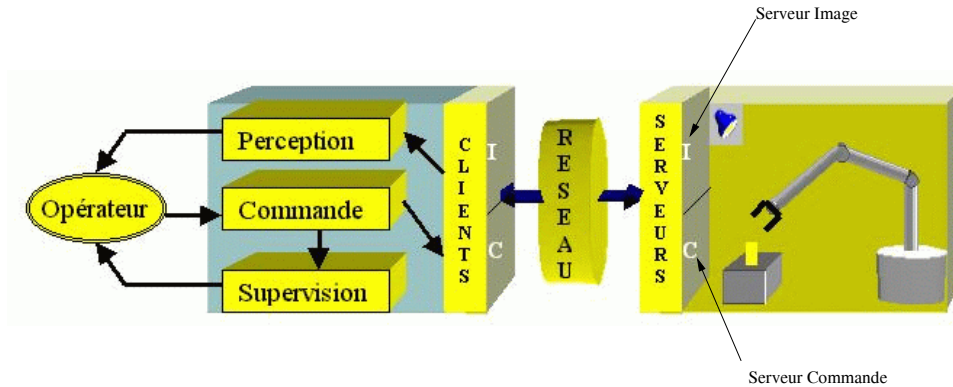 Serveur Image
Perception
Opérateur
Commande
Supervision
CLIENTS
I
C
RESEAU
SERVEURS
I
C
Serveur Commande